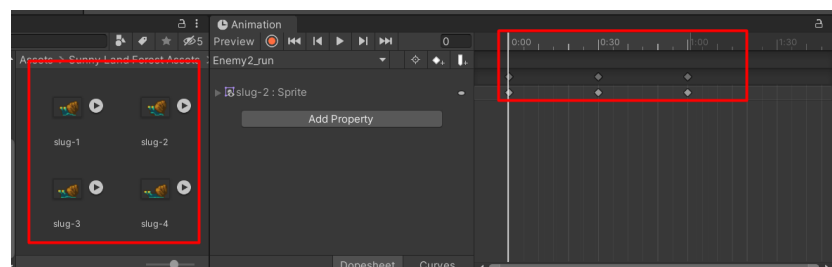 Animation
5 Preview 0 0:00 0:30 1:00 1:30
Assets > Sunny Land Forest Assets Enemy2_run
slug-2 : Sprite
Add Property
slug-1 slug-2
slug-3 slug-4
Dopesheet Curves